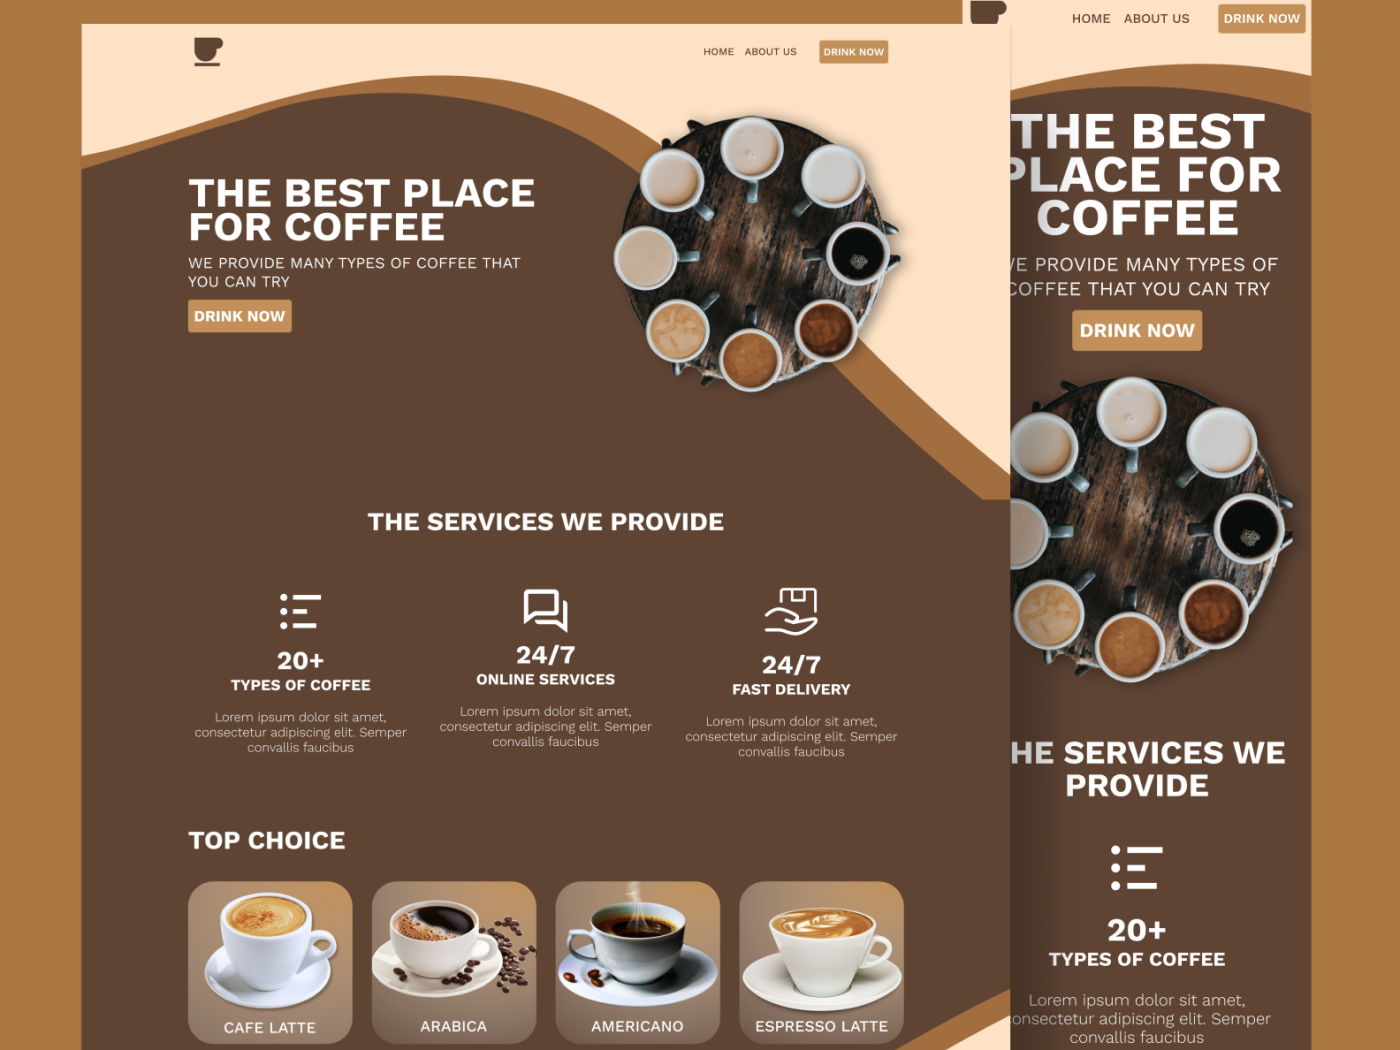 HOME ABOUT US DRINK NOW
THE BEST PLACE
FOR COFFEE
WE PROVIDE MANY TYPES OF COFFEE THAT
YOU CAN TRY
DRINK NOW
THE SERVICES WE PROVIDE
20+
TYPES OF COFFEE
Lorem ipsum dolor sit amet,
consectetur adipiscing elit. Semper
convallis faucibus
24/7
ONLINE SERVICES
Lorem ipsum dolor sit amet,
consectetur adipiscing elit. Semper
convallis faucibus
24/7
FAST DELIVERY
Lorem ipsum dolor sit amet,
consectetur adipiscing elit. Semper
convallis faucibus
TOP CHOICE
CAFE LATTE
ARABICA
AMERICANO
ESPRESSO LATTE
HOME ABOUT US DRINK NOW
THE BEST
PLACE FOR
COFFEE
WE PROVIDE MANY TYPES OF
COFFEE THAT YOU CAN TRY
DRINK NOW
HE SERVICES WE
PROVIDE
20+
TYPES OF COFFEE
Lorem ipsum dolor sit amet,
onsectetur adipiscing elit. Semper
convallis faucibus